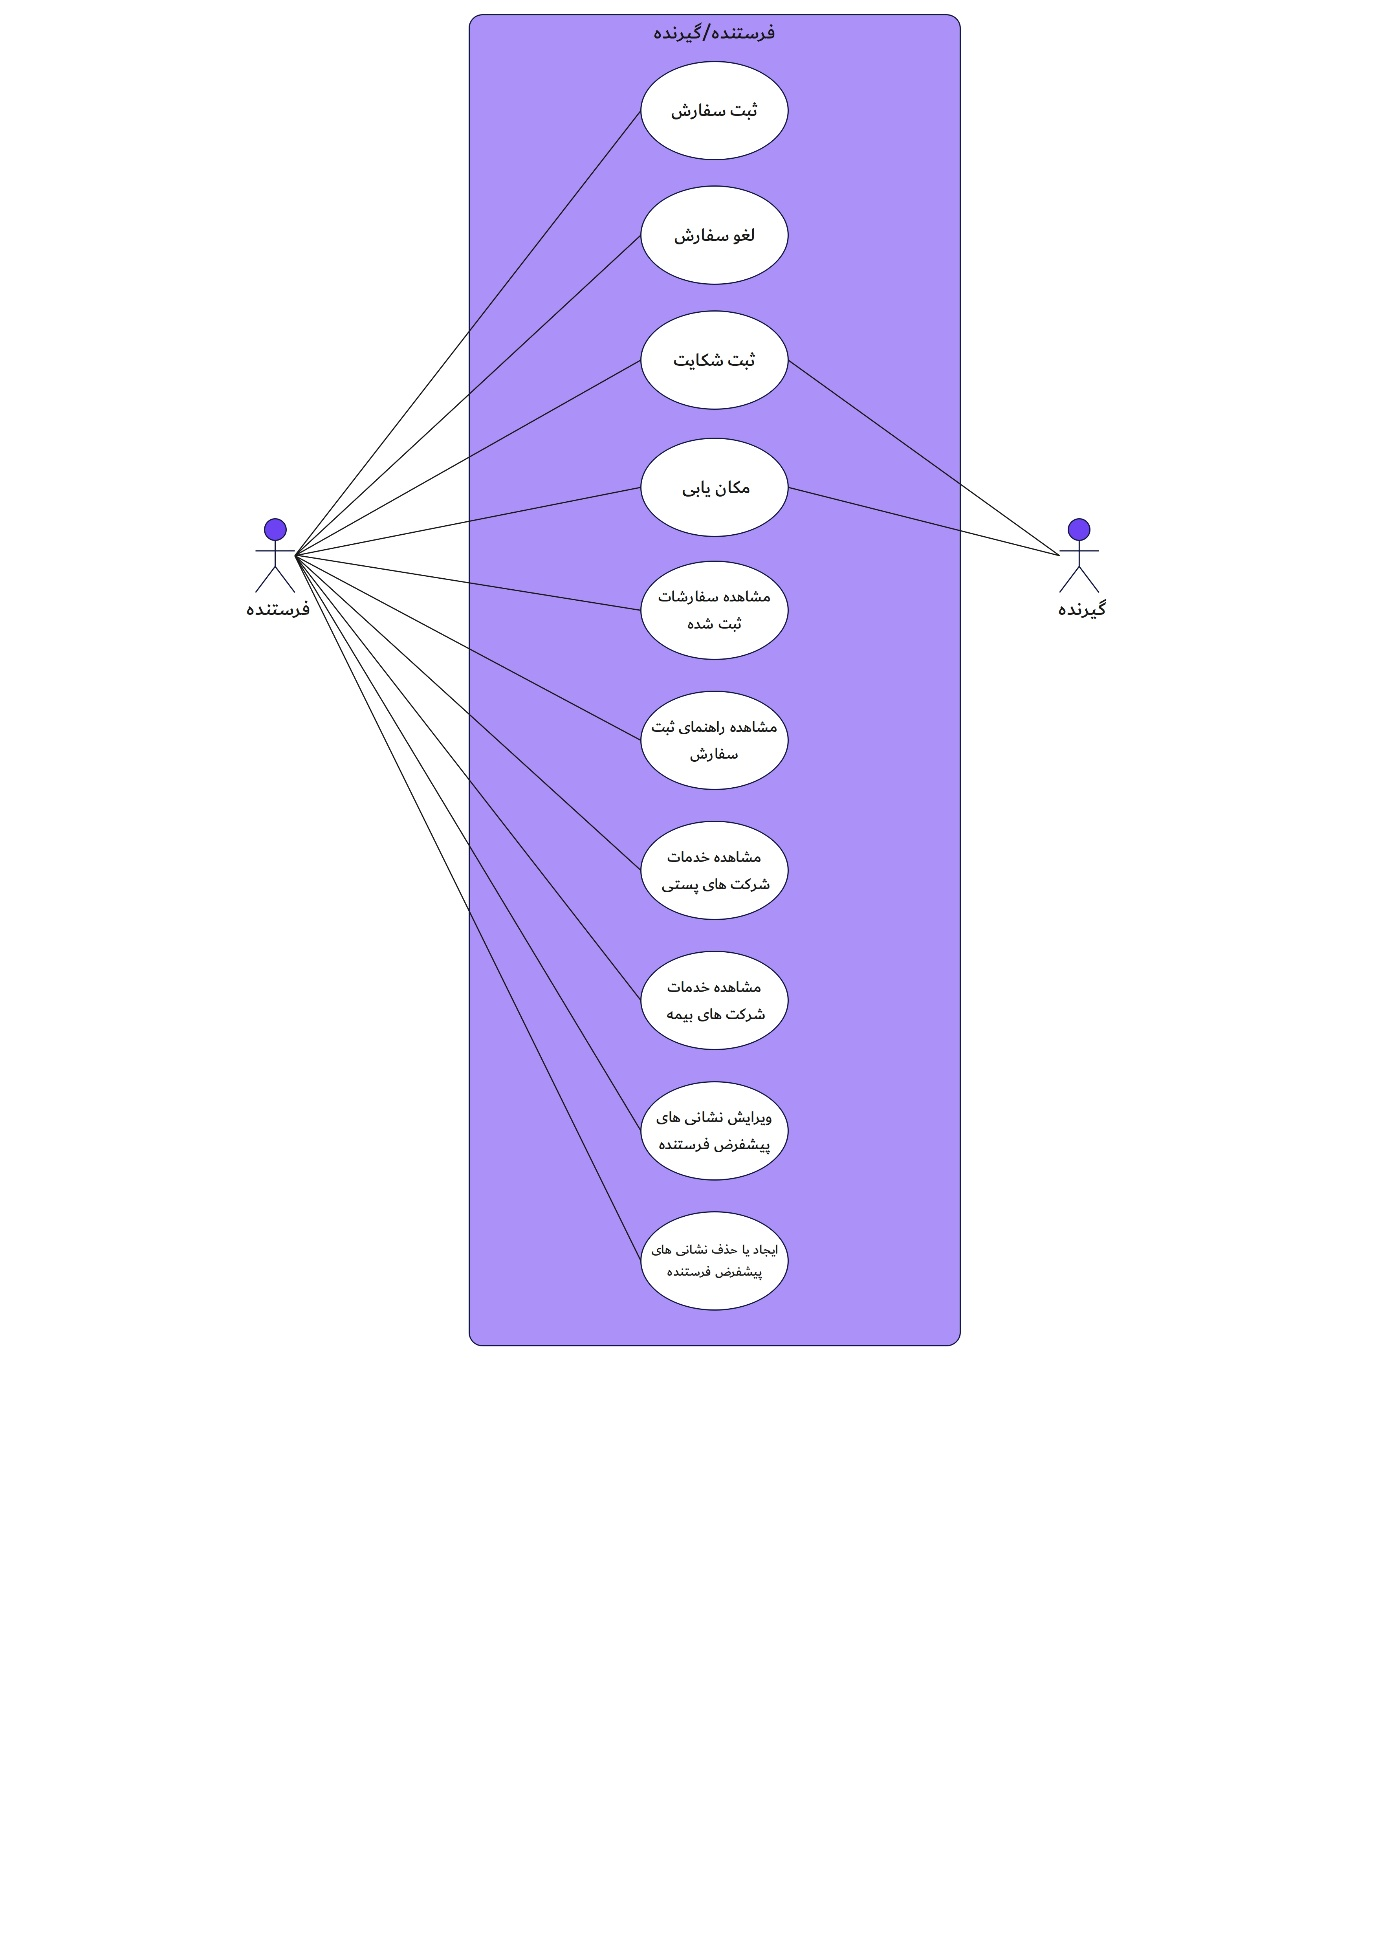 فرستنده/گیرنده
ثبت سفارش
لغو سفارش
ثبت شکایت
مکان یابی
فرستنده
گیرنده
مشاهده سفارشات
ثبت شده
مشاهده راهنمای ثبت
سفارش
مشاهده خدمات
شرکت های پستی
مشاهده خدمات
شرکت های بیمه
ویرایش نشانی های
پیشفرض فرستنده
ایجاد یا حذف نشانی های
پیشفرض فرستنده